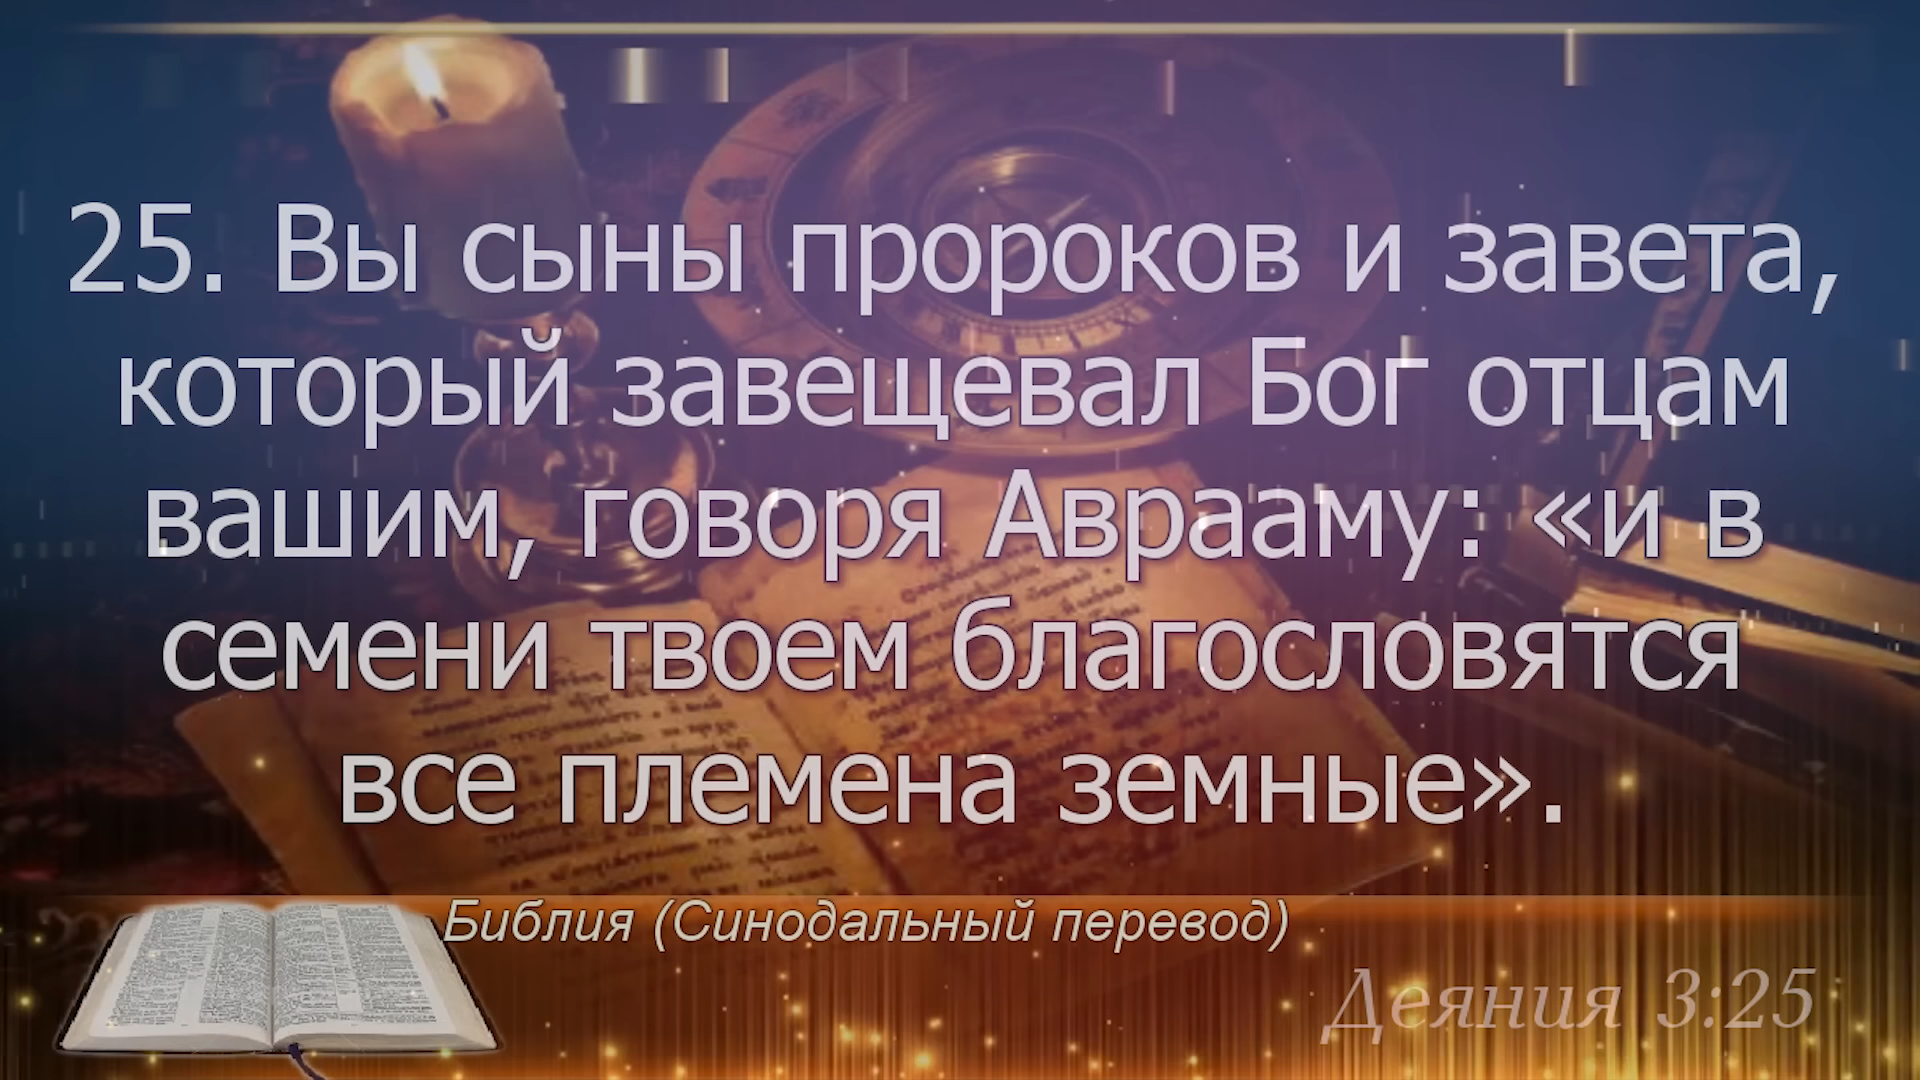 25. Вы сыны пророков и завета,
который завещевал Бог отцам
вашим, говоря Аврааму: «и в
семени твоем благословятся
все племена земные».
Библия (Синодальный перевод)
Деяния 3:25